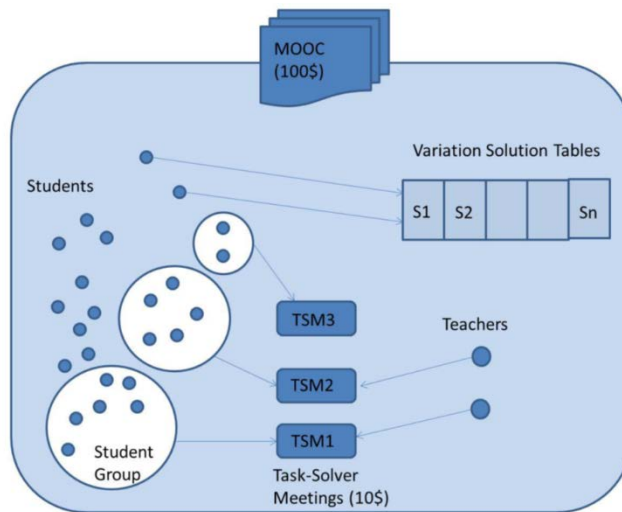 MOOC
(100$)
Variation Solution Tables
Students
S1
S2
Sn
TSM3
Teachers
TSM2
TSM1
Student
Group
Task-Solver
Meetings (10$)